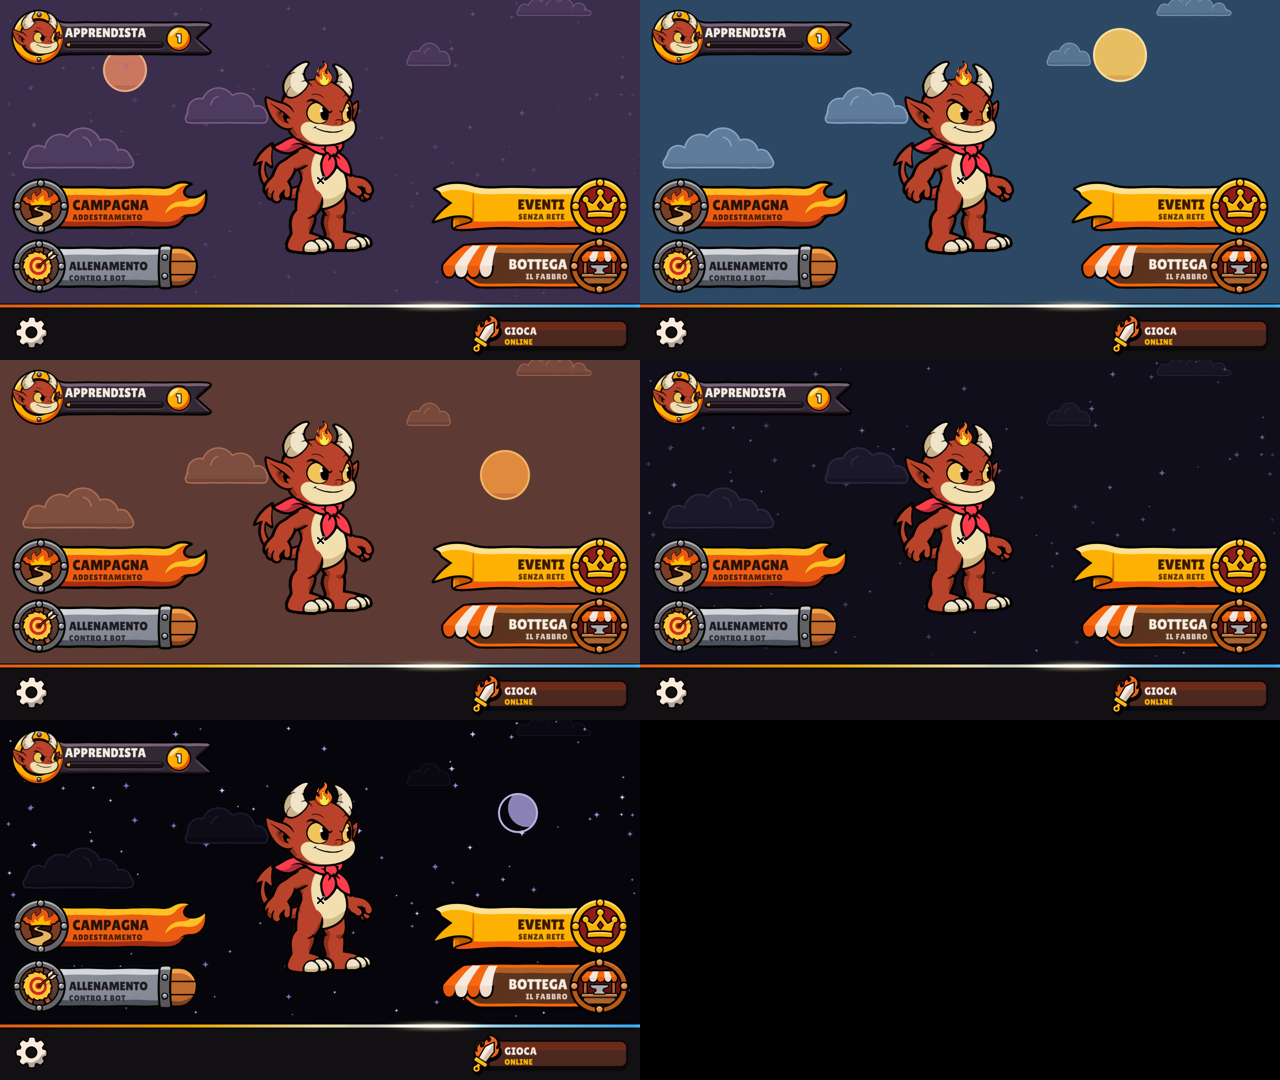 APPRENDISTA
1
CAMPAGNA
ADDESTRAMENTO
EVENTI
SENZA RETE
ALLENAMENTO
CONTRO I BOT
BOTTEGA
IL FABBRO
GIOCA
ONLINE
APPRENDISTA
1
CAMPAGNA
ADDESTRAMENTO
EVENTI
SENZA RETE
ALLENAMENTO
CONTRO I BOT
BOTTEGA
IL FABBRO
GIOCA
ONLINE
APPRENDISTA
1
CAMPAGNA
ADDESTRAMENTO
EVENTI
SENZA RETE
ALLENAMENTO
CONTRO I BOT
BOTTEGA
IL FABBRO
GIOCA
ONLINE
APPRENDISTA
1
CAMPAGNA
ADDESTRAMENTO
EVENTI
SENZA RETE
ALLENAMENTO
CONTRO I BOT
BOTTEGA
IL FABBRO
GIOCA
ONLINE
APPRENDISTA
1
CAMPAGNA
ADDESTRAMENTO
EVENTI
SENZA RETE
ALLENAMENTO
CONTRO I BOT
BOTTEGA
IL FABBRO
GIOCA
ONLINE